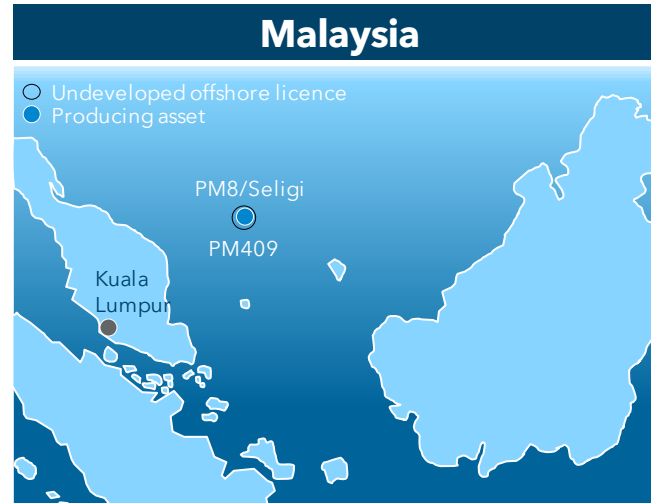 Malaysia
Undeveloped offshore licence
Producing asset
PM8/Seligi
PM409
Kuala
Lumpur